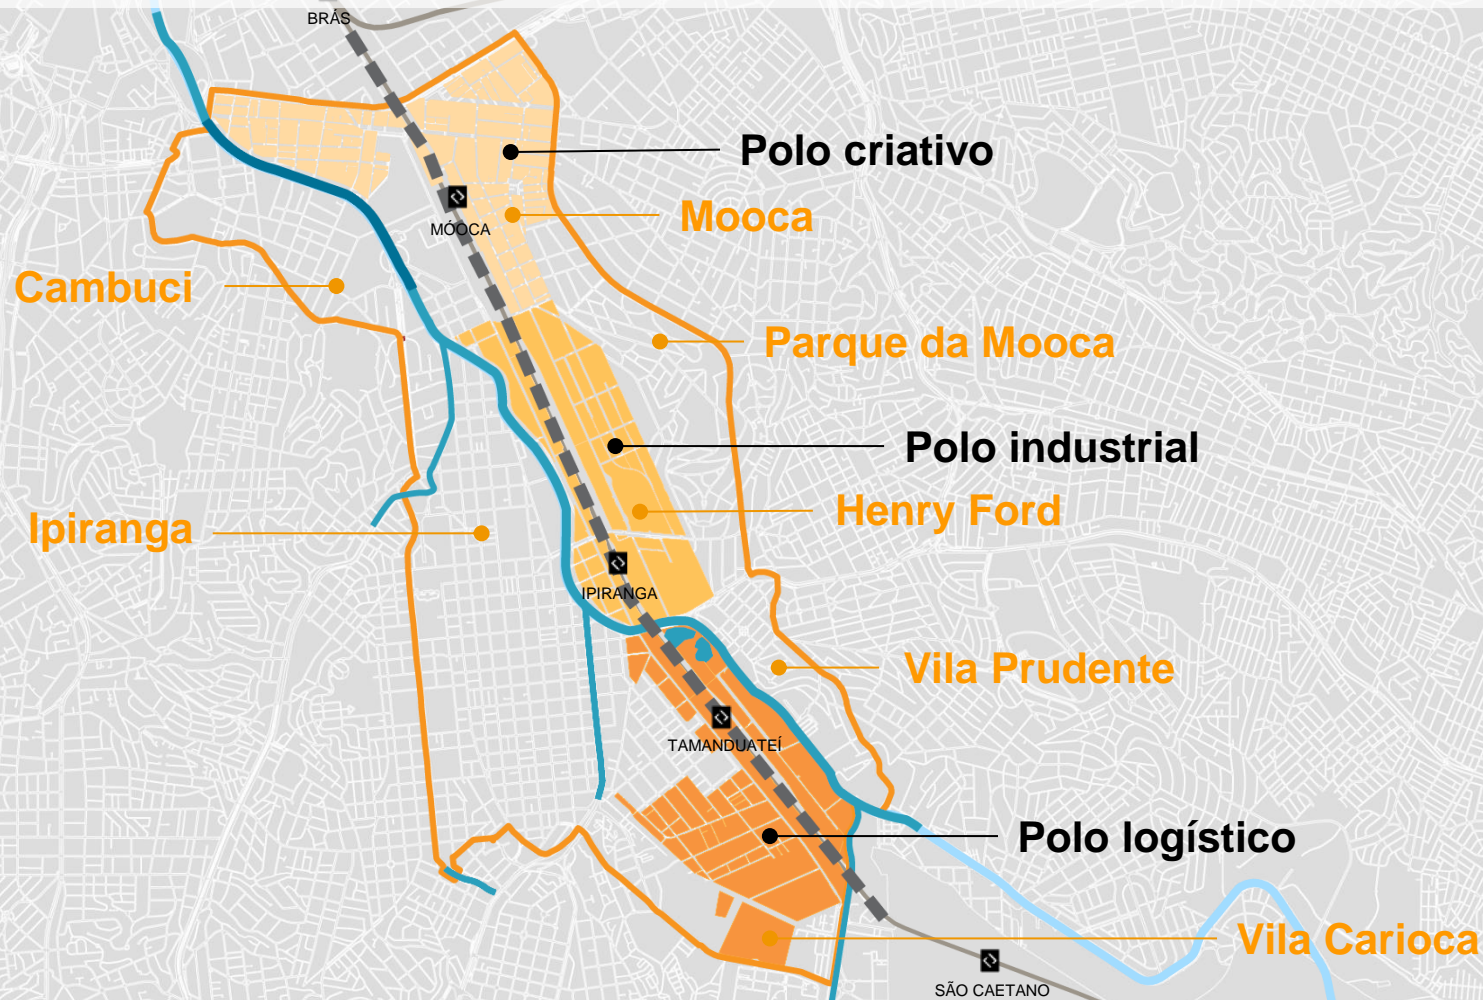 BRÁS
Polo criativo
Mooca
MÓOCA
Cambuci
Parque da Mooca
Polo industrial
Henry Ford
Ipiranga
IPIRANGA
Vila Prudente
TAMANDUATEÍ
Polo logístico
Vila Carioca
SÃO CAETANO